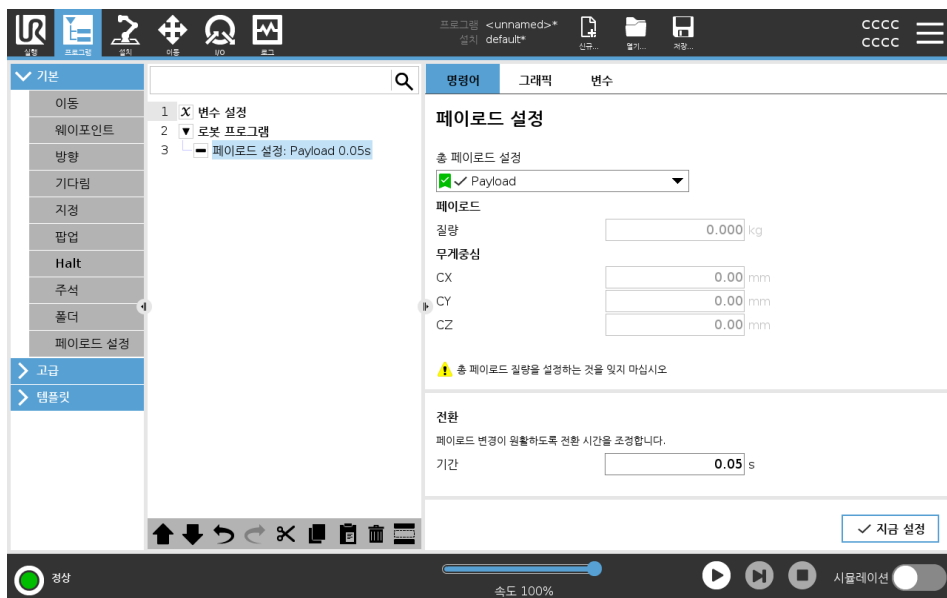 UR
프로그램 <unnamed>*
설치 default*
CCCC
CCCC
실행 프로그램 설치 이동 I/O 로그
신규... 열기... 저장...
기본
이동
웨이포인트
방향
기다림
지정
팝업
Halt
주석
폴더
페이로드 설정
고급
템플릿
1 X 변수 설정
2 로봇 프로그램
3 페이로드 설정: Payload 0.05s
명령어 그래픽 변수
페이로드 설정
총 페이로드 설정
Payload
페이로드
질량 0.000 kg
무게중심
CX 0.00 mm
CY 0.00 mm
CZ 0.00 mm
총 페이로드 질량을 설정하는 것을 잊지 마십시오
전환
페이로드 변경이 원활하도록 전환 시간을 조정합니다.
기간 0.05 s
지금 설정
정상
속도 100%
시뮬레이션